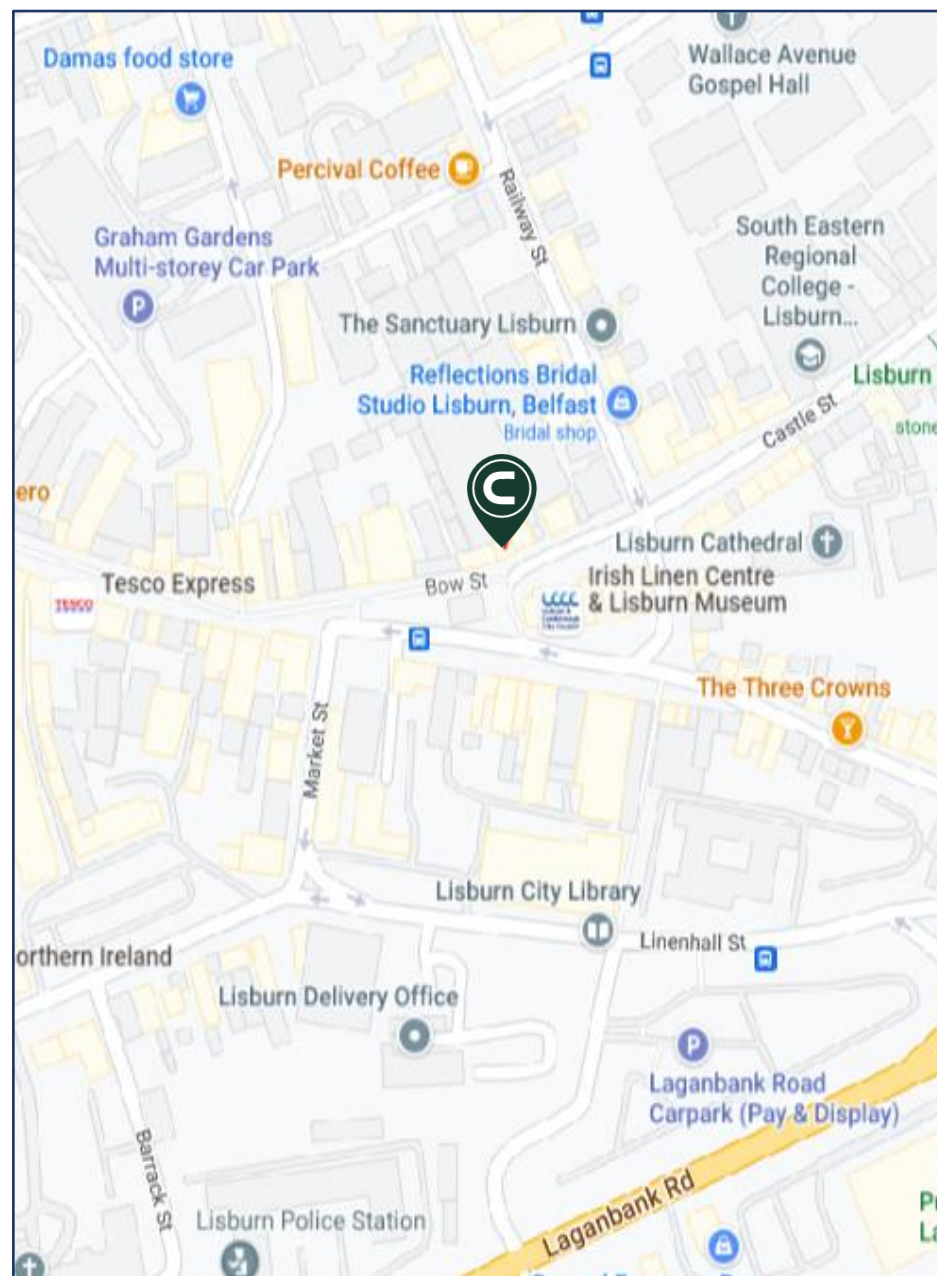 Damas food store
Wallace Avenue
Gospel Hall
Percival Coffee
Railway St
Graham Gardens
Multi-storey Car Park
P
South Eastern
Regional
College -
Lisburn...
The Sanctuary Lisburn
Reflections Bridal
Studio Lisburn, Belfast
Bridal shop
Lisburn
Castle St
stone
C
ero
Lisburn Cathedral
Tesco Express
TESCO
Bow St
Irish Linen Centre
& Lisburn Museum
LCCC
The Three Crowns
Market St
Lisburn City Library
Linenhall St
orthern Ireland
Lisburn Delivery Office
P
Laganbank Road
Carpark (Pay & Display)
Barrack St
Laganbank Rd
Lisburn Police Station